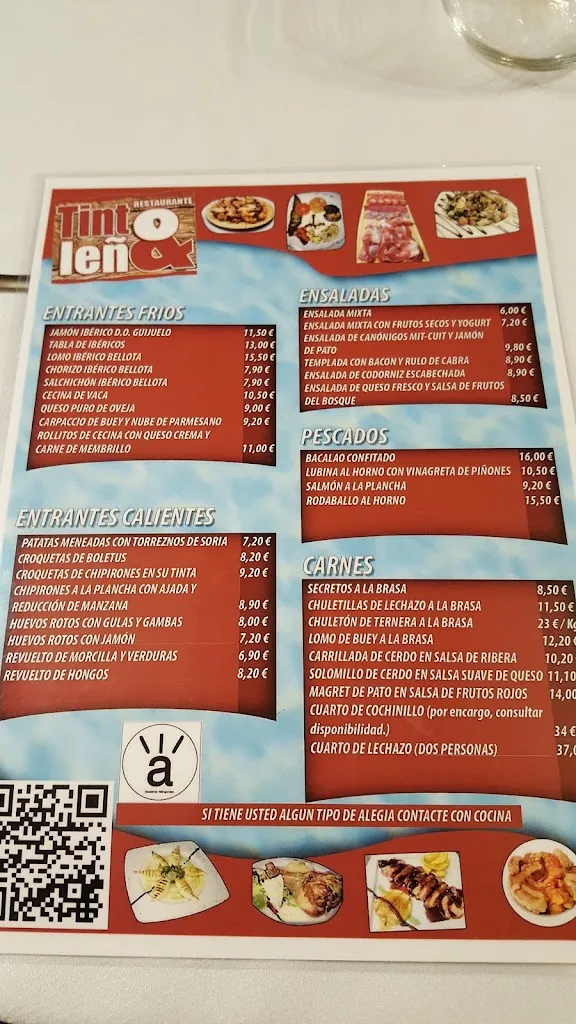 RESTAURANTE
Tinto
& leño
ENTRANTES FRIOS
JAMÓN IBÉRICO D.O. GUIJUELO 11,50 €
TABLA DE IBÉRICOS 13,00 €
LOMO IBÉRICO BELLOTA 15,50 €
CHORIZO IBÉRICO BELLOTA 7,90 €
SALCHICHÓN IBÉRICO BELLOTA 7,90 €
CECINA DE VACA 10,50 €
QUESO PURO DE OVEJA 9,00 €
CARPACCIO DE BUEY Y NUBE DE PARMESANO 9,20 €
ROLLITOS DE CECINA CON QUESO CREMA Y
CARNE DE MEMBRILLO 11,00 €
ENTRANTES CALIENTES
PATATAS MENEADAS CON TORREZNOS DE SORIA 7,20 €
CROQUETAS DE BOLETUS 8,20 €
CROQUETAS DE CHIPIRONES EN SU TINTA 9,20 €
CHIPIRONES A LA PLANCHA CON AJADA Y
REDUCCIÓN DE MANZANA 8,90 €
HUEVOS ROTOS CON GULAS Y GAMBAS 8,00 €
HUEVOS ROTOS CON JAMÓN 7,20 €
REVUELTO DE MORCILLA Y VERDURAS 6,90 €
REVUELTO DE HONGOS 8,20 €
ENSALADAS
ENSALADA MIXTA 6,00 €
ENSALADA MIXTA CON FRUTOS SECOS Y YOGURT 7,20 €
ENSALADA DE CANÓNIGOS MIT-CUIT Y JAMÓN
DE PATO 9,80 €
TEMPLADA CON BACON Y RULO DE CABRA 8,90 €
ENSALADA DE CODORNIZ ESCABECHADA 8,90 €
ENSALADA DE QUESO FRESCO Y SALSA DE FRUTOS
DEL BOSQUE 8,50 €
PESCADOS
BACALAO CONFITADO 16,00 €
LUBINA AL HORNO CON VINAGRETA DE PIÑONES 10,50 €
SALMÓN A LA PLANCHA 9,20 €
RODABALLO AL HORNO 15,50 €
CARNES
SECRETOS A LA BRASA 8,50 €
CHULETILLAS DE LECHAZO A LA BRASA 11,50 €
CHULETÓN DE TERNERA A LA BRASA 23 € / Kg
LOMO DE BUEY A LA BRASA 12,20 €
CARRILLADA DE CERDO EN SALSA DE RIBERA 10,20
SOLOMILLO DE CERDO EN SALSA SUAVE DE QUESO 11,10
MAGRET DE PATO EN SALSA DE FRUTOS ROJOS 14,00
CUARTO DE COCHINILLO (por encargo, consultar
disponibilidad.) 34 €
CUARTO DE LECHAZO (DOS PERSONAS) 37,0
a
SI TIENE USTED ALGUN TIPO DE ALEGIA CONTACTE CON COCINA